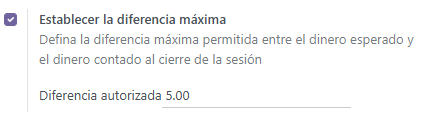 Establecer la diferencia máxima
Defina la diferencia máxima permitida entre el dinero esperado y
el dinero contado al cierre de la sesión
Diferencia autorizada 5.00